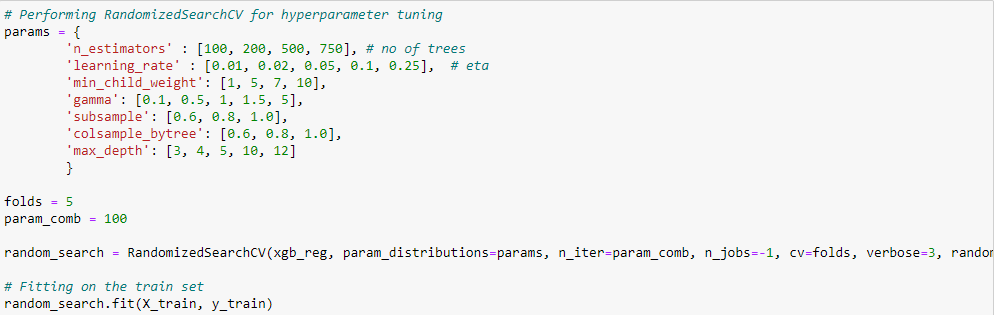 # Performing RandomizedSearchCV for hyperparameter tuning
params = {
        'n_estimators' : [100, 200, 500, 750], # no of trees
        'learning_rate' : [0.01, 0.02, 0.05, 0.1, 0.25],  # eta
        'min_child_weight': [1, 5, 7, 10],
        'gamma': [0.1, 0.5, 1, 1.5, 5],
        'subsample': [0.6, 0.8, 1.0],
        'colsample_bytree': [0.6, 0.8, 1.0],
        'max_depth': [3, 4, 5, 10, 12]
        }
folds = 5
param_comb = 100
random_search = RandomizedSearchCV(xgb_reg, param_distributions=params, n_iter=param_comb, n_jobs=-1, cv=folds, verbose=3, random
# Fitting on the train set
random_search.fit(X_train, y_train)